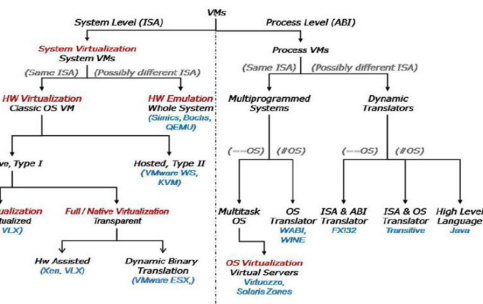 VMs
System Level (ISA)
Process Level (ABI)
System Virtualization
System VMs
Process VMs
(Same ISA)
(Possibly different ISA)
(Same ISA)
(Possibly different ISA)
HW Virtualization
Classic OS VM
HW Emulation
Whole System
(Simics, Bochs,
QEMU)
Multiprogrammed
Systems
Dynamic
Translators
Type I
Hosted, Type II
(VMware WS,
KVM)
(==OS)
(≠OS)
(==OS)
(≠OS)
VLX)
Full / Native Virtualization
Transparent
Multitask
OS
OS
Translator
WABI,
WINE
ISA & ABI
Translator
FX!32
ISA & OS
Translator
Transitive
High Level
Language
Java
Hw Assisted
(Xen, VLX)
Dynamic Binary
Translation
(VMware ESX,)
OS Virtualization
Virtual Servers
Virtuozzo,
Solaris Zones